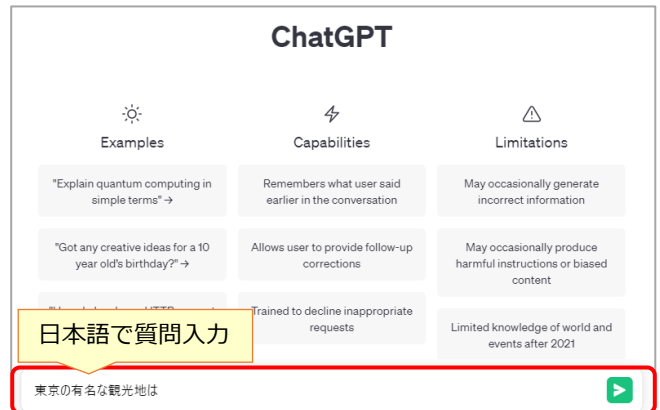 ChatGPT
Examples
Capabilities
Limitations
"Explain quantum computing in
simple terms" →
Remembers what user said
earlier in the conversation
May occasionally generate
incorrect information
"Got any creative ideas for a 10
year old's birthday?" →
Allows user to provide follow-up
corrections
May occasionally produce
harmful instructions or biased
content
Trained to decline inappropriate
requests
Limited knowledge of world and
events after 2021
日本語で質問入力
東京の有名な観光地は